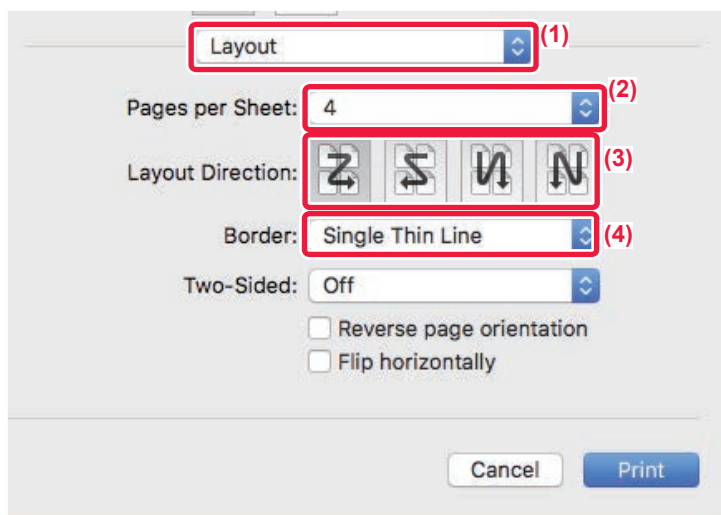 Layout (1)
Pages per Sheet: 4 (2)
Layout Direction: (3)
Border: Single Thin Line (4)
Two-Sided: Off
Reverse page orientation
Flip horizontally
Cancel Print